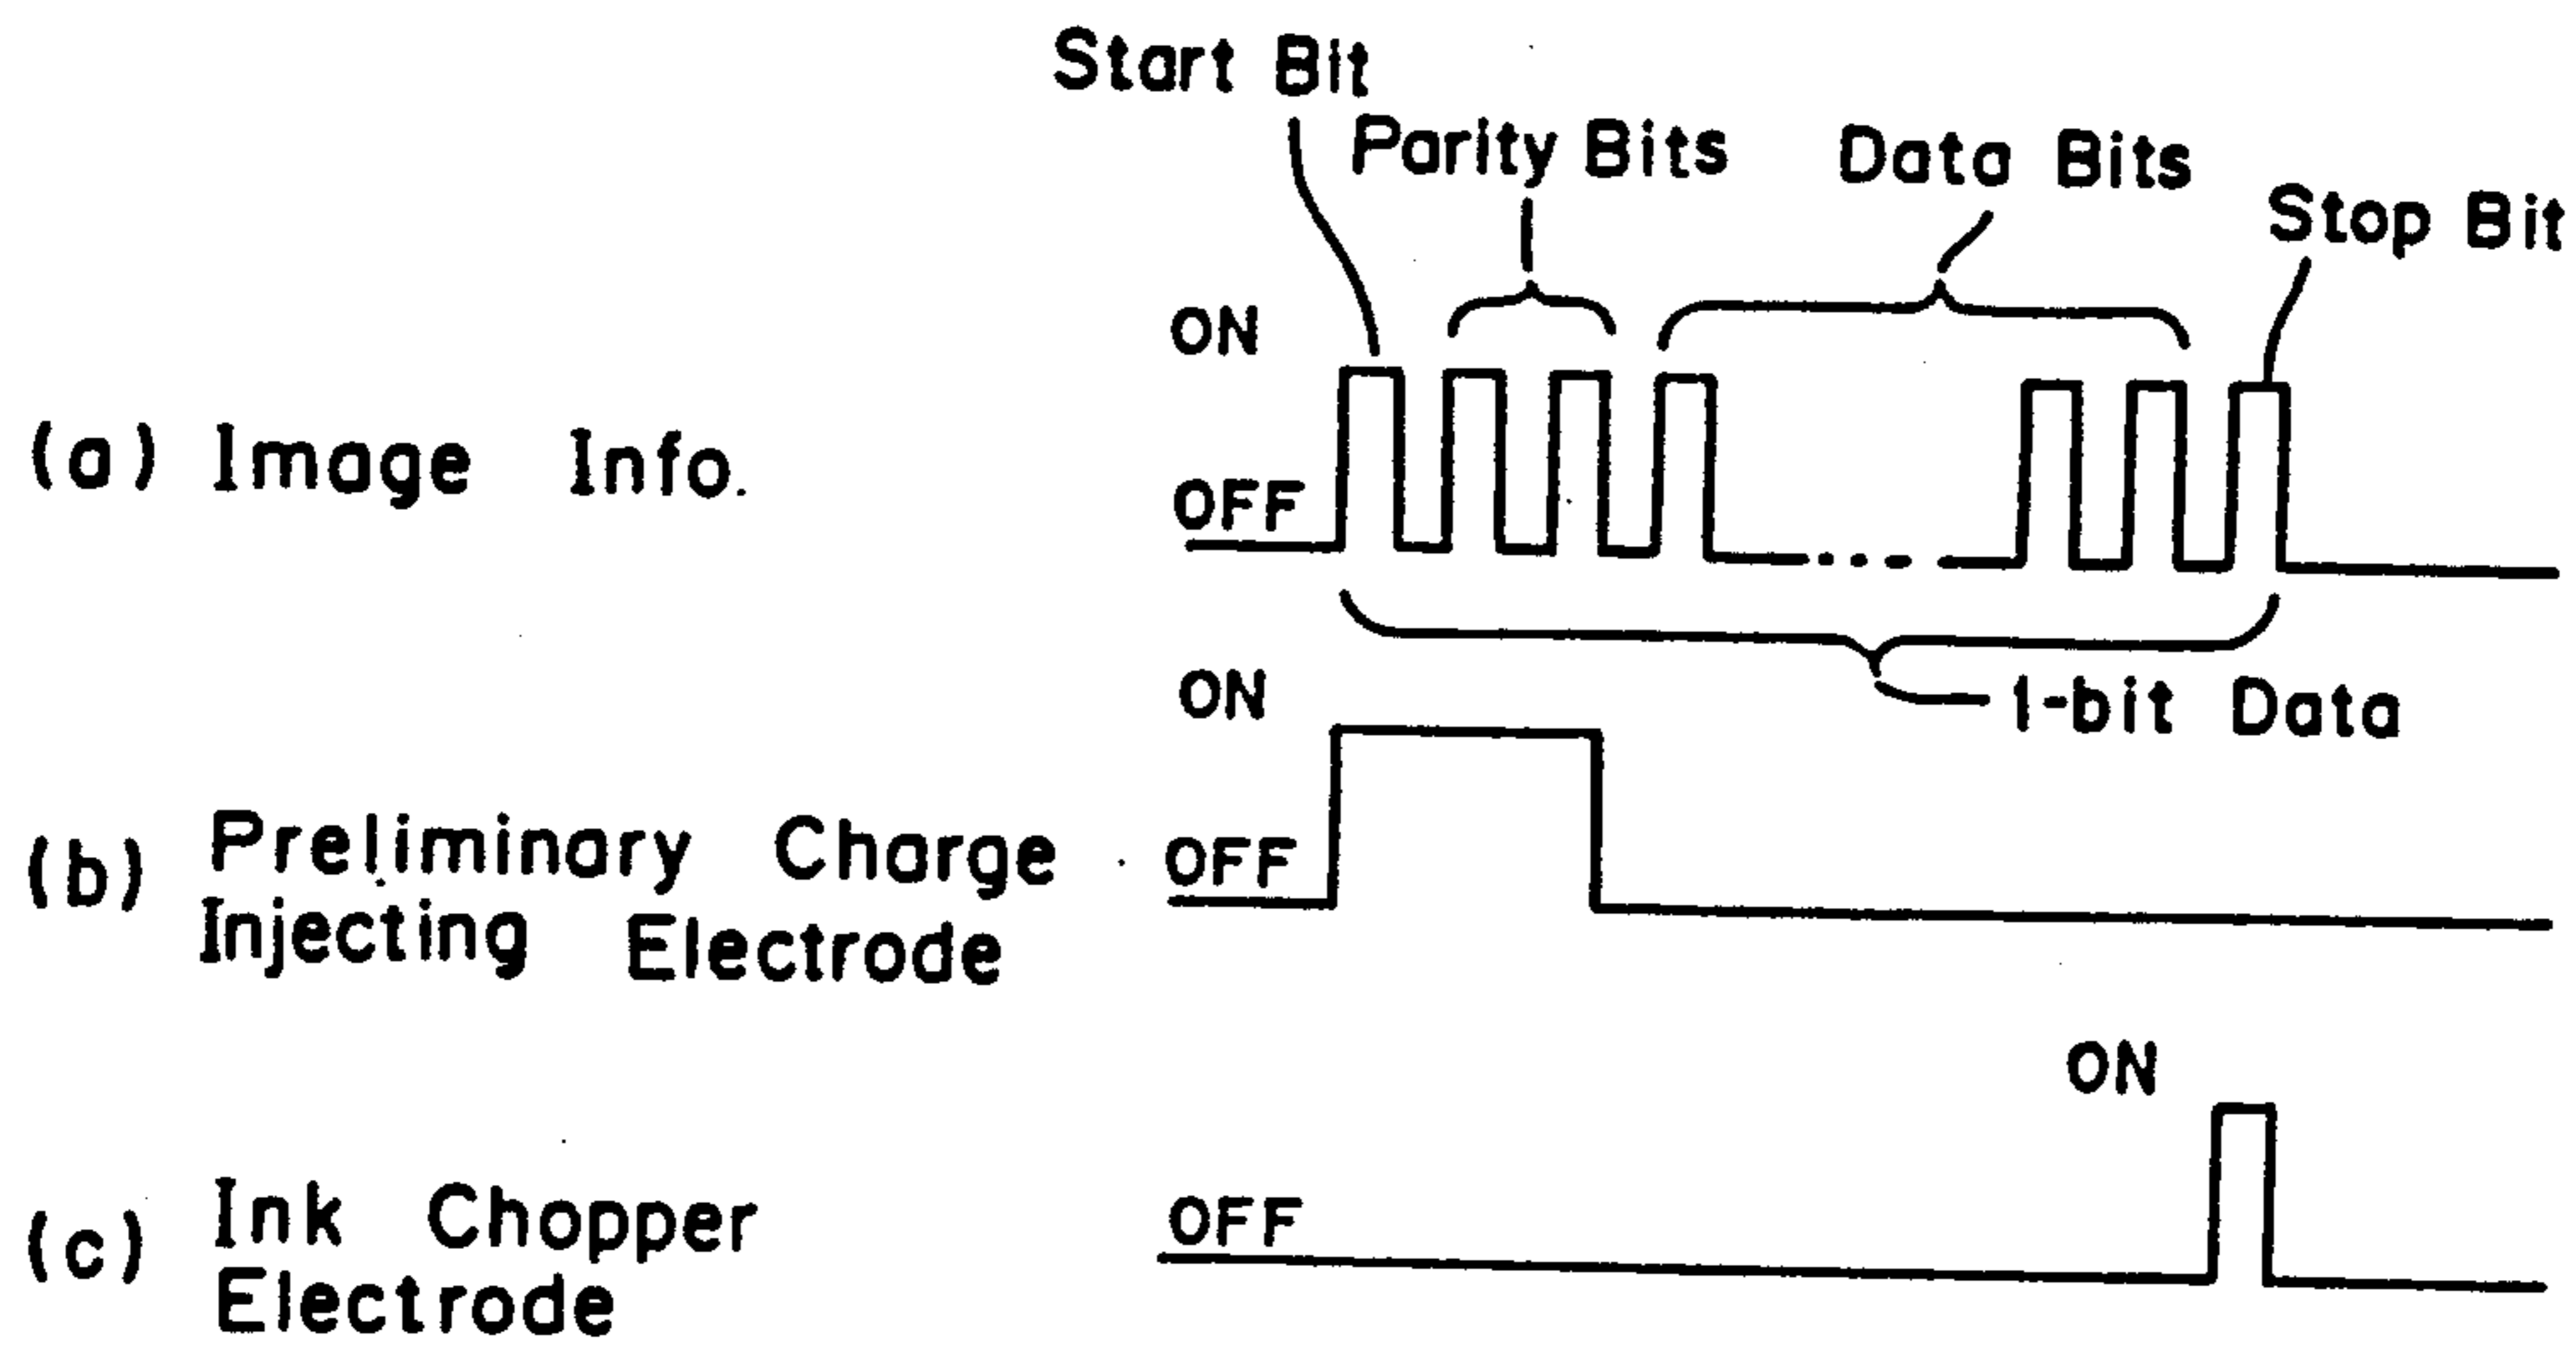 Start Bit
Parity Bits
Data Bits
Stop Bit
ON
(a) Image Info.
OFF
1-bit Data
ON
(b) Preliminary Charge
Injecting Electrode
OFF
ON
(c) Ink Chopper
Electrode
OFF